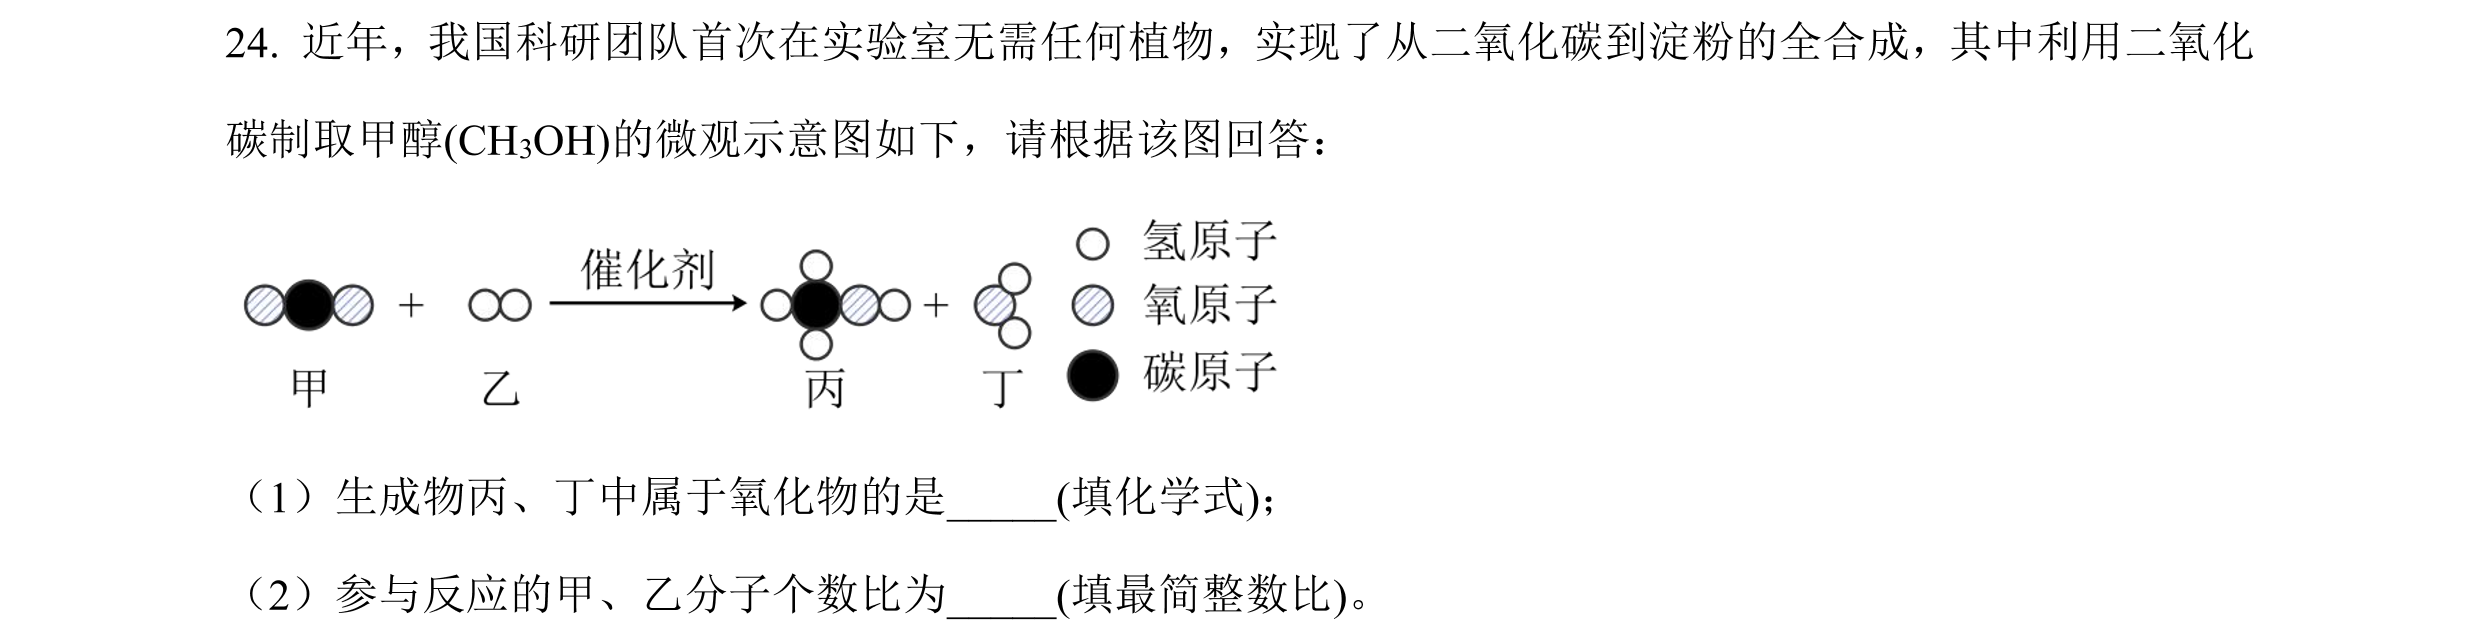 24. 近年，我国科研团队首次在实验室无需任何植物，实现了从二氧化碳到淀粉的全合成，其中利用二氧化
碳制取甲醇(CH₃OH)的微观示意图如下，请根据该图回答：
氢原子
+ 催化剂 + 氧原子
甲 乙 丙 丁 碳原子
（1）生成物丙、丁中属于氧化物的是_____(填化学式)；
（2）参与反应的甲、乙分子个数比为_____(填最简整数比)。